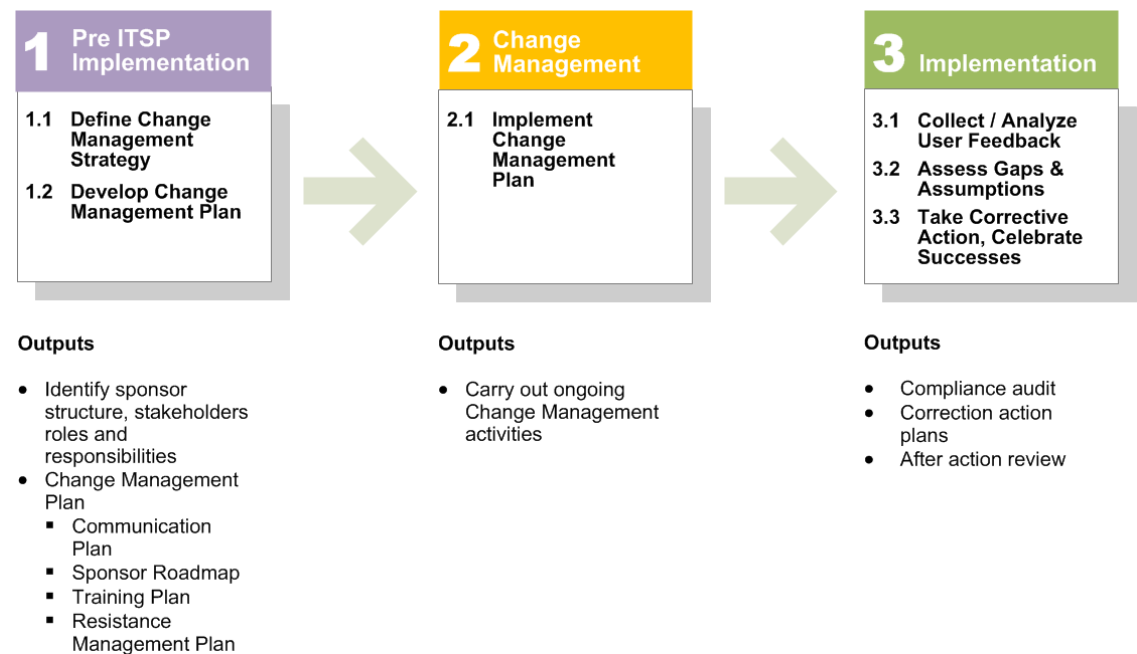 1 Pre ITSP
Implementation
1.1 Define Change
Management
Strategy
1.2 Develop Change
Management Plan
Outputs
• Identify sponsor
structure, stakeholders
roles and
responsibilities
• Change Management
Plan
▪ Communication
Plan
▪ Sponsor Roadmap
▪ Training Plan
▪ Resistance
Management Plan
2 Change
Management
2.1 Implement
Change
Management
Plan
Outputs
• Carry out ongoing
Change Management
activities
3 Implementation
3.1 Collect / Analyze
User Feedback
3.2 Assess Gaps &
Assumptions
3.3 Take Corrective
Action, Celebrate
Successes
Outputs
• Compliance audit
• Correction action
plans
• After action review